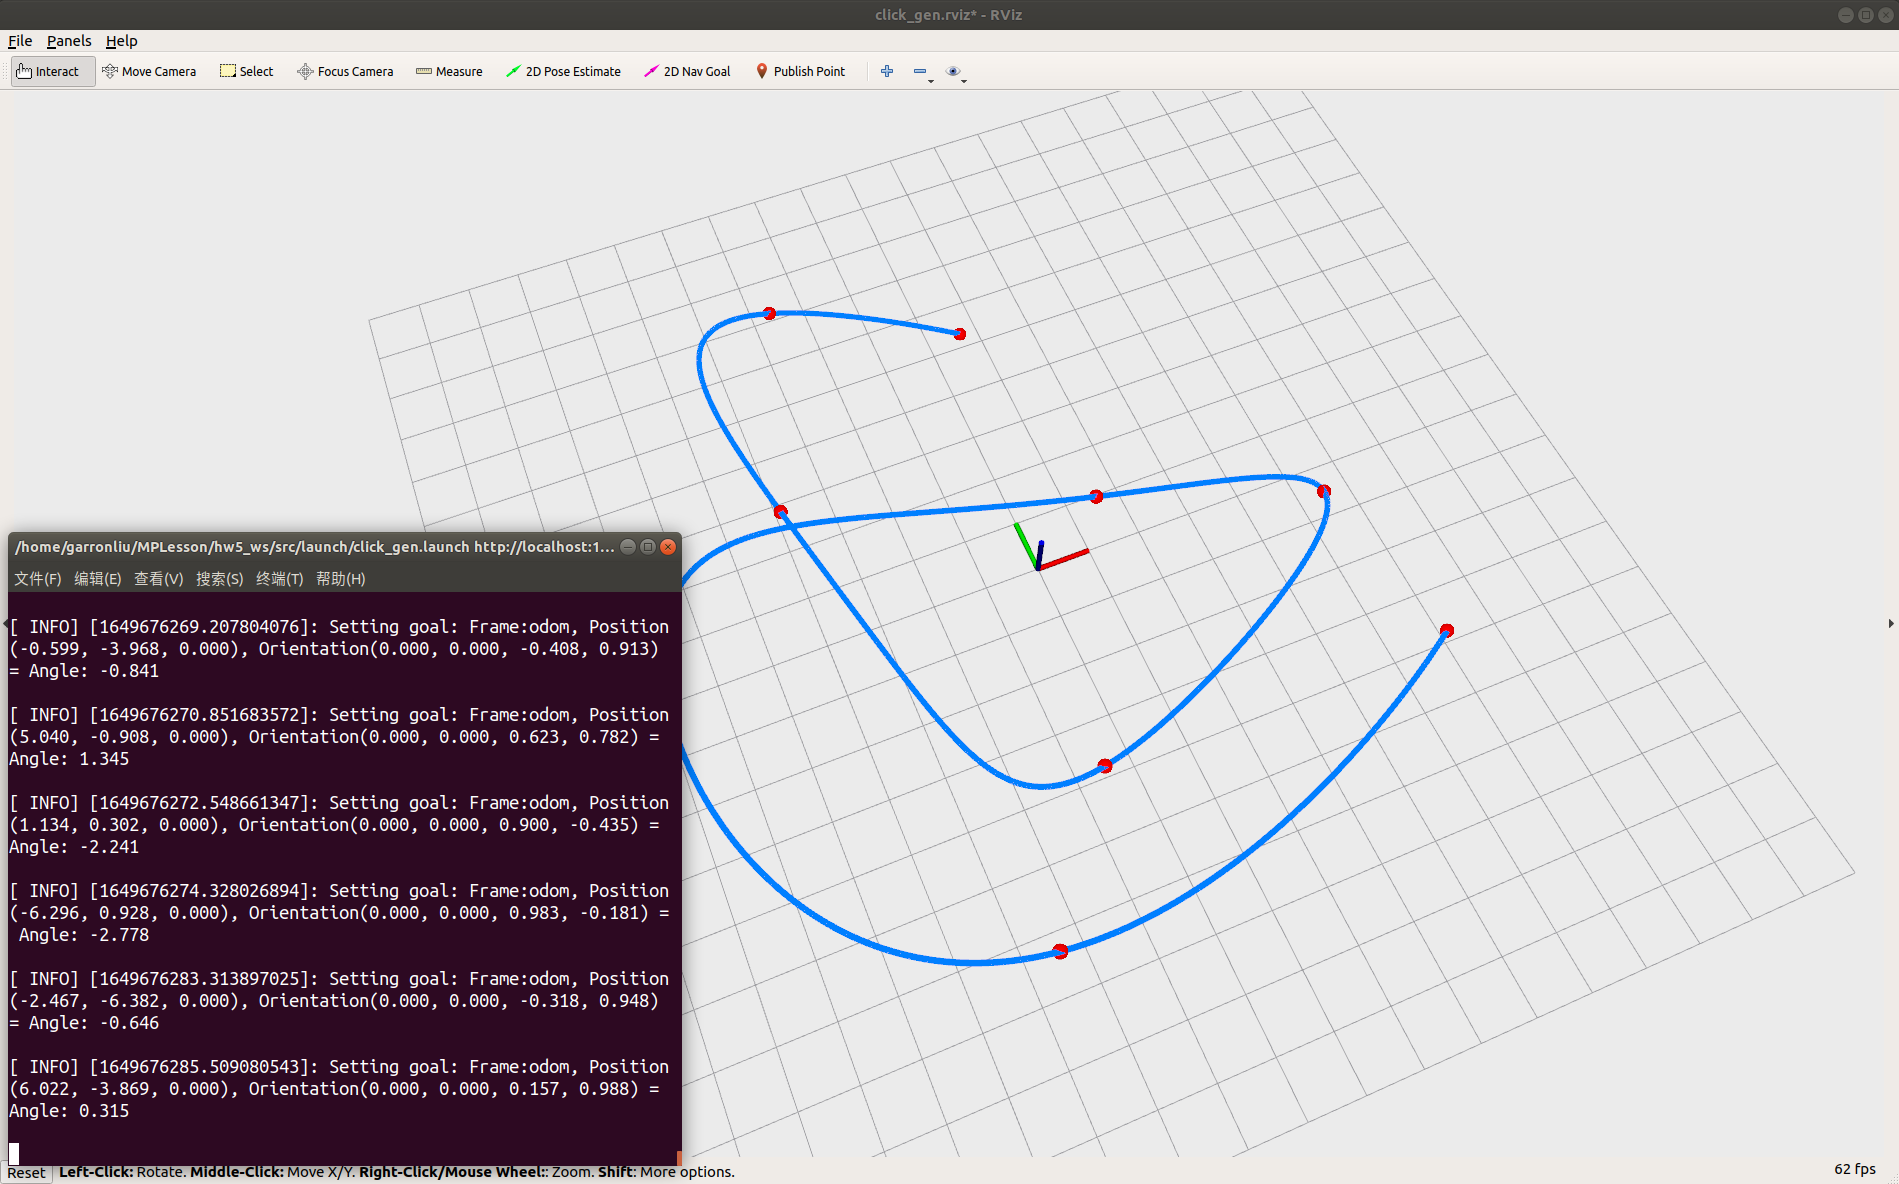 click_gen.rviz* - RViz
File Panels Help
Interact Move Camera Select Focus Camera Measure 2D Pose Estimate 2D Nav Goal Publish Point
/home/garronliu/MPLesson/hw5_ws/src/launch/click_gen.launch http://localhost:1...
文件(F) 编辑(E) 查看(V) 搜索(S) 终端(T) 帮助(H)
[ INFO] [1649676269.207804076]: Setting goal: Frame:odom, Position
(-0.599, -3.968, 0.000), Orientation(0.000, 0.000, -0.408, 0.913)
= Angle: -0.841
[ INFO] [1649676270.851683572]: Setting goal: Frame:odom, Position
(5.040, -0.908, 0.000), Orientation(0.000, 0.000, 0.623, 0.782) =
Angle: 1.345
[ INFO] [1649676272.548661347]: Setting goal: Frame:odom, Position
(1.134, 0.302, 0.000), Orientation(0.000, 0.000, 0.900, -0.435) =
Angle: -2.241
[ INFO] [1649676274.328026894]: Setting goal: Frame:odom, Position
(-6.296, 0.928, 0.000), Orientation(0.000, 0.000, 0.983, -0.181) =
Angle: -2.778
[ INFO] [1649676283.313897025]: Setting goal: Frame:odom, Position
(-2.467, -6.382, 0.000), Orientation(0.000, 0.000, -0.318, 0.948)
= Angle: -0.646
[ INFO] [1649676285.509080543]: Setting goal: Frame:odom, Position
(6.022, -3.869, 0.000), Orientation(0.000, 0.000, 0.157, 0.988) =
Angle: 0.315
Reset Left-Click: Rotate. Middle-Click: Move X/Y. Right-Click/Mouse Wheel:: Zoom. Shift: More options. 62 fps